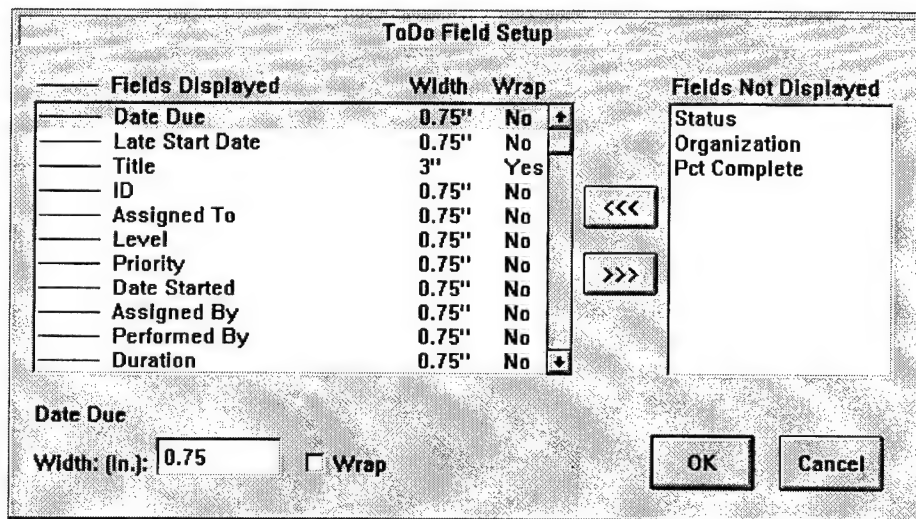 ToDo Field Setup
Fields Displayed Width Wrap
Date Due 0.75" No
Late Start Date 0.75" No
Title 3" Yes
ID 0.75" No
Assigned To 0.75" No
Level 0.75" No
Priority 0.75" No
Date Started 0.75" No
Assigned By 0.75" No
Performed By 0.75" No
Duration 0.75" No
<<<
>>>
Fields Not Displayed
Status
Organization
Pct Complete
Date Due
Width: (In.): 0.75 Wrap
OK Cancel